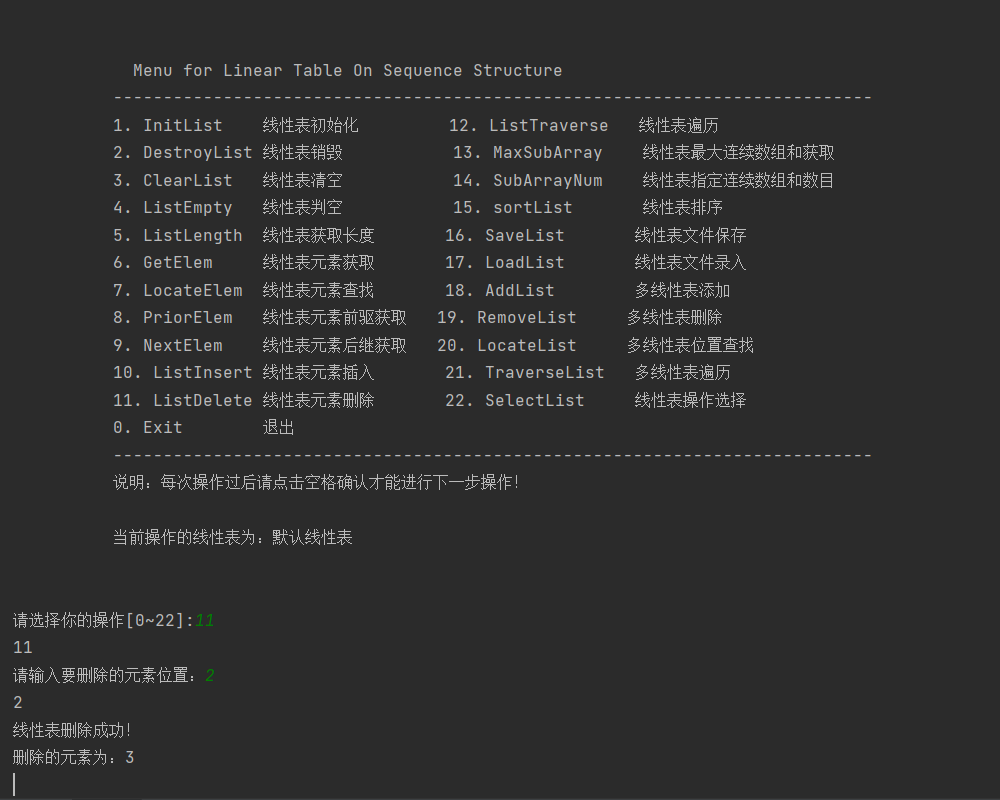 Menu for Linear Table On Sequence Structure
---------------------------------------------------------------------------
1. InitList 线性表初始化 12. ListTraverse 线性表遍历
2. DestroyList 线性表销毁 13. MaxSubArray 线性表最大连续数组和获取
3. ClearList 线性表清空 14. SubArrayNum 线性表指定连续数组和数目
4. ListEmpty 线性表判空 15. sortList 线性表排序
5. ListLength 线性表获取长度 16. SaveList 线性表文件保存
6. GetElem 线性表元素获取 17. LoadList 线性表文件录入
7. LocateElem 线性表元素查找 18. AddList 多线性表添加
8. PriorElem 线性表元素前驱获取 19. RemoveList 多线性表删除
9. NextElem 线性表元素后继获取 20. LocateList 多线性表位置查找
10. ListInsert 线性表元素插入 21. TraverseList 多线性表遍历
11. ListDelete 线性表元素删除 22. SelectList 线性表操作选择
0. Exit 退出
---------------------------------------------------------------------------
说明：每次操作过后请点击空格确认才能进行下一步操作！
当前操作的线性表为：默认线性表
请选择你的操作[0~22]:11
11
请输入要删除的元素位置：2
2
线性表删除成功！
删除的元素为：3